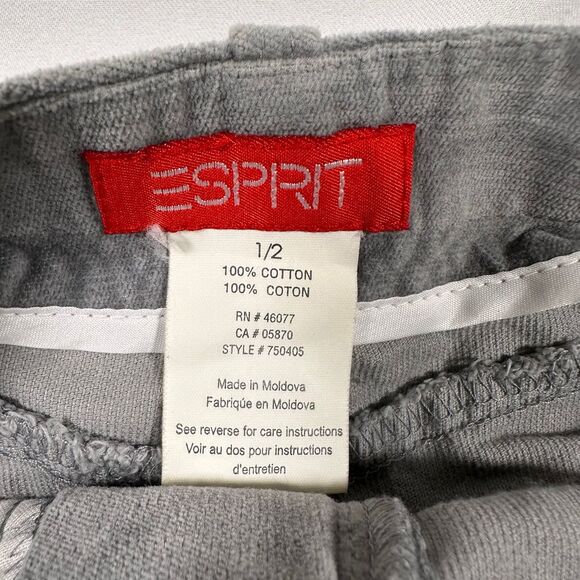 ESPRIT
1/2
100% COTTON
100% COTON
RN # 46077
CA # 05870
STYLE # 750405
Made in Moldova
Fabriqúe en Moldova
See reverse for care instructions
Voir au dos pour instructions
d'entretien